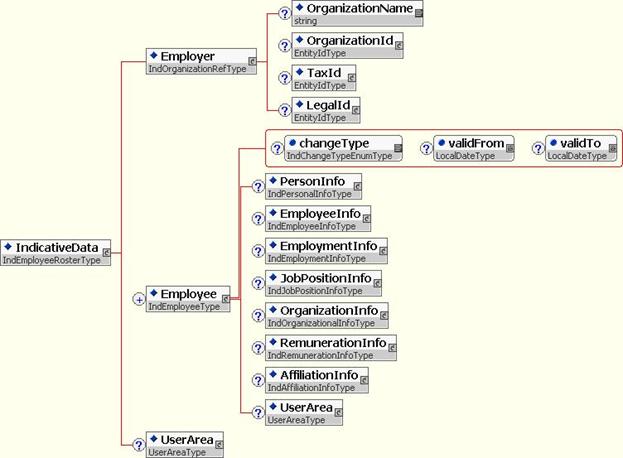 OrganizationName
string
OrganizationId
EntityIdType
Employer
IndOrganizationRefType
TaxId
EntityIdType
LegalId
EntityIdType
changeType
IndChangeTypeEnumType
validFrom
LocalDateType
validTo
LocalDateType
PersonInfo
IndPersonalInfoType
EmployeeInfo
IndEmployeeInfoType
IndicativeData
IndEmployeeRosterType
EmploymentInfo
IndEmploymentInfoType
Employee
IndEmployeeType
JobPositionInfo
IndJobPositionInfoType
OrganizationInfo
IndOrganizationalInfoType
RemunerationInfo
IndRemunerationInfoType
AffiliationInfo
IndAffiliationInfoType
UserArea
UserAreaType
UserArea
UserAreaType